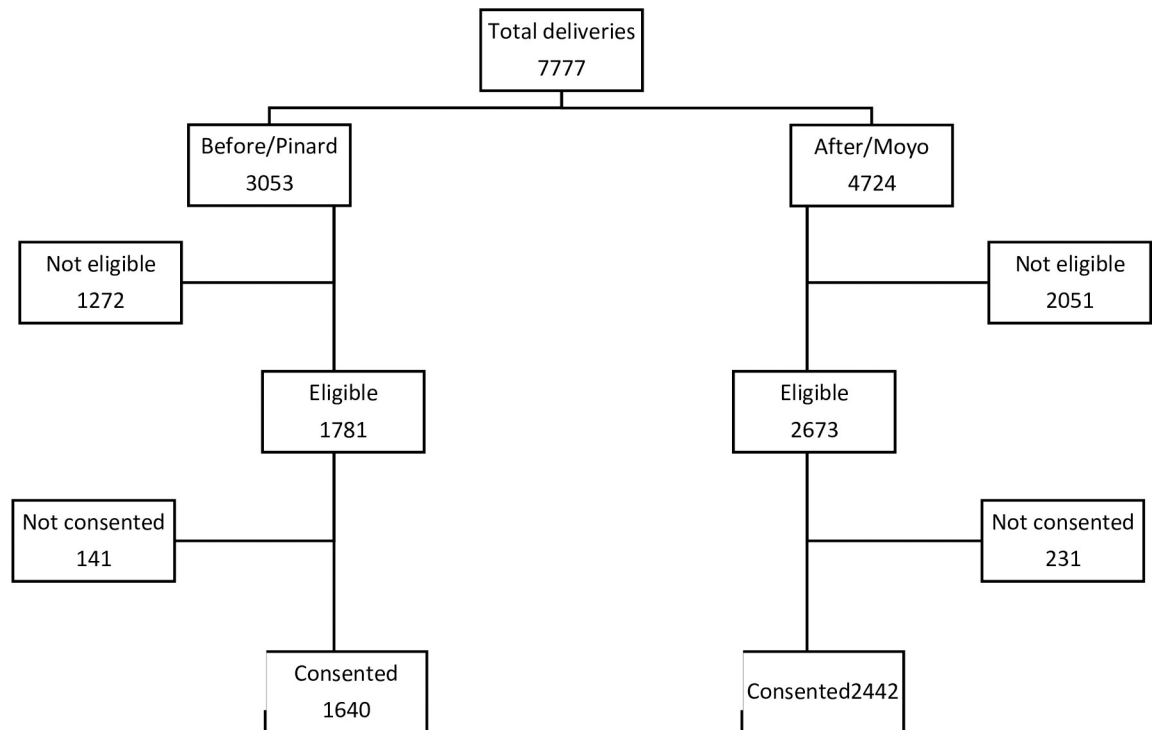 Total deliveries
7777
Before/Pinard
3053
After/Moyo
4724
Not eligible
1272
Not eligible
2051
Eligible
1781
Eligible
2673
Not consented
141
Not consented
231
Consented
1640
Consented2442